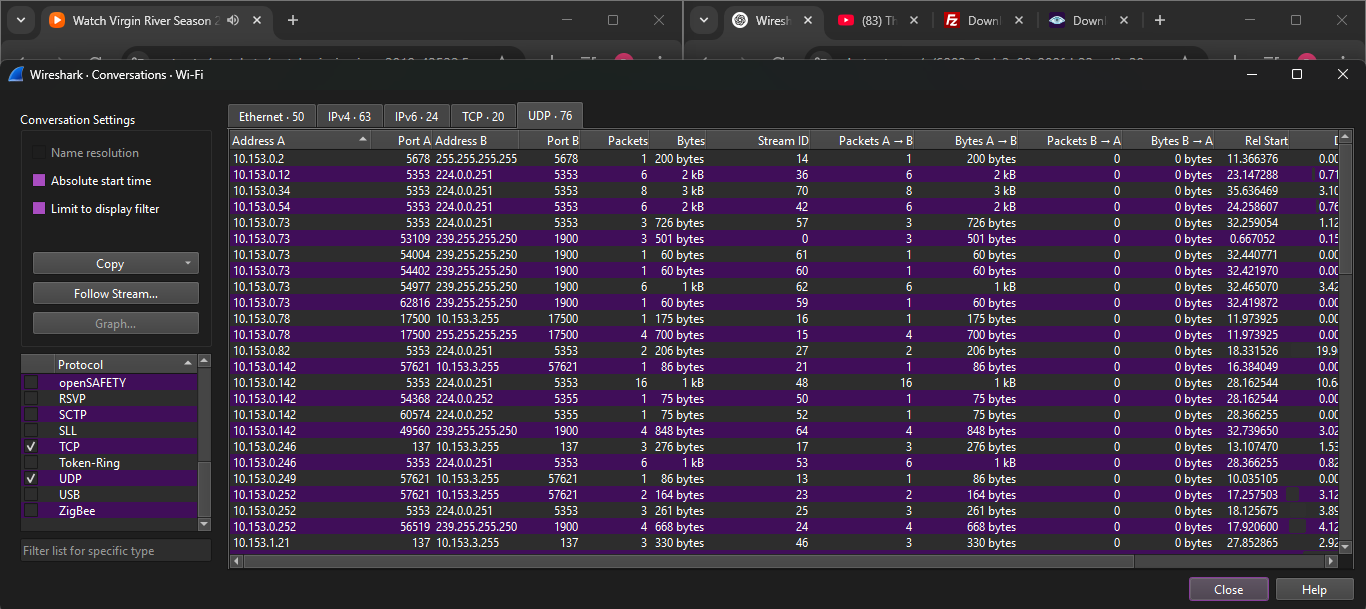 Watch Virgin River Season 2
Wiresh
(83) Th
Downl
Downl
Wireshark · Conversations · Wi-Fi
Conversation Settings
Name resolution
Absolute start time
Limit to display filter
Copy
Follow Stream...
Graph...
Protocol
openSAFETY
RSVP
SCTP
SLL
TCP
Token-Ring
UDP
USB
ZigBee
Filter list for specific type
Ethernet · 50 IPv4 · 63 IPv6 · 24 TCP · 20 UDP · 76
Address A Port A Address B Port B Packets Bytes Stream ID Packets A → B Bytes A → B Packets B → A Bytes B → A Rel Start D
10.153.0.2 5678 255.255.255.255 5678 1 200 bytes 14 1 200 bytes 0 0 bytes 11.366376 0.00
10.153.0.12 5353 224.0.0.251 5353 6 2 kB 36 6 2 kB 0 0 bytes 23.147288 0.71
10.153.0.34 5353 224.0.0.251 5353 8 3 kB 70 8 3 kB 0 0 bytes 35.636469 3.10
10.153.0.54 5353 224.0.0.251 5353 6 2 kB 42 6 2 kB 0 0 bytes 24.258607 0.76
10.153.0.73 5353 224.0.0.251 5353 3 726 bytes 57 3 726 bytes 0 0 bytes 32.259054 1.12
10.153.0.73 53109 239.255.255.250 1900 3 501 bytes 0 3 501 bytes 0 0 bytes 0.667052 0.15
10.153.0.73 54004 239.255.255.250 1900 1 60 bytes 61 1 60 bytes 0 0 bytes 32.440771 0.00
10.153.0.73 54402 239.255.255.250 1900 1 60 bytes 60 1 60 bytes 0 0 bytes 32.421970 0.00
10.153.0.73 54977 239.255.255.250 1900 6 1 kB 62 6 1 kB 0 0 bytes 32.465070 3.42
10.153.0.73 62816 239.255.255.250 1900 1 60 bytes 59 1 60 bytes 0 0 bytes 32.419872 0.00
10.153.0.78 17500 10.153.3.255 17500 1 175 bytes 16 1 175 bytes 0 0 bytes 11.973925 0.00
10.153.0.78 17500 255.255.255.255 17500 4 700 bytes 15 4 700 bytes 0 0 bytes 11.973925 0.00
10.153.0.82 5353 224.0.0.251 5353 2 206 bytes 27 2 206 bytes 0 0 bytes 18.331526 19.9
10.153.0.142 57621 10.153.3.255 57621 1 86 bytes 21 1 86 bytes 0 0 bytes 16.384049 0.00
10.153.0.142 5353 224.0.0.251 5353 16 1 kB 48 16 1 kB 0 0 bytes 28.162544 10.6
10.153.0.142 54368 224.0.0.252 5355 1 75 bytes 50 1 75 bytes 0 0 bytes 28.162544 0.00
10.153.0.142 60574 224.0.0.252 5355 1 75 bytes 52 1 75 bytes 0 0 bytes 28.366255 0.00
10.153.0.142 49560 239.255.255.250 1900 4 848 bytes 64 4 848 bytes 0 0 bytes 32.739650 3.02
10.153.0.246 137 10.153.3.255 137 3 276 bytes 17 3 276 bytes 0 0 bytes 13.107470 1.53
10.153.0.246 5353 224.0.0.251 5353 6 1 kB 53 6 1 kB 0 0 bytes 28.366255 0.82
10.153.0.249 57621 10.153.3.255 57621 1 86 bytes 13 1 86 bytes 0 0 bytes 10.035105 0.00
10.153.0.252 57621 10.153.3.255 57621 2 164 bytes 23 2 164 bytes 0 0 bytes 17.257503 3.12
10.153.0.252 5353 224.0.0.251 5353 3 261 bytes 25 3 261 bytes 0 0 bytes 18.125675 3.89
10.153.0.252 56519 239.255.255.250 1900 4 668 bytes 24 4 668 bytes 0 0 bytes 17.920600 4.12
10.153.1.21 137 10.153.3.255 137 3 330 bytes 46 3 330 bytes 0 0 bytes 27.852865 2.92
Close
Help